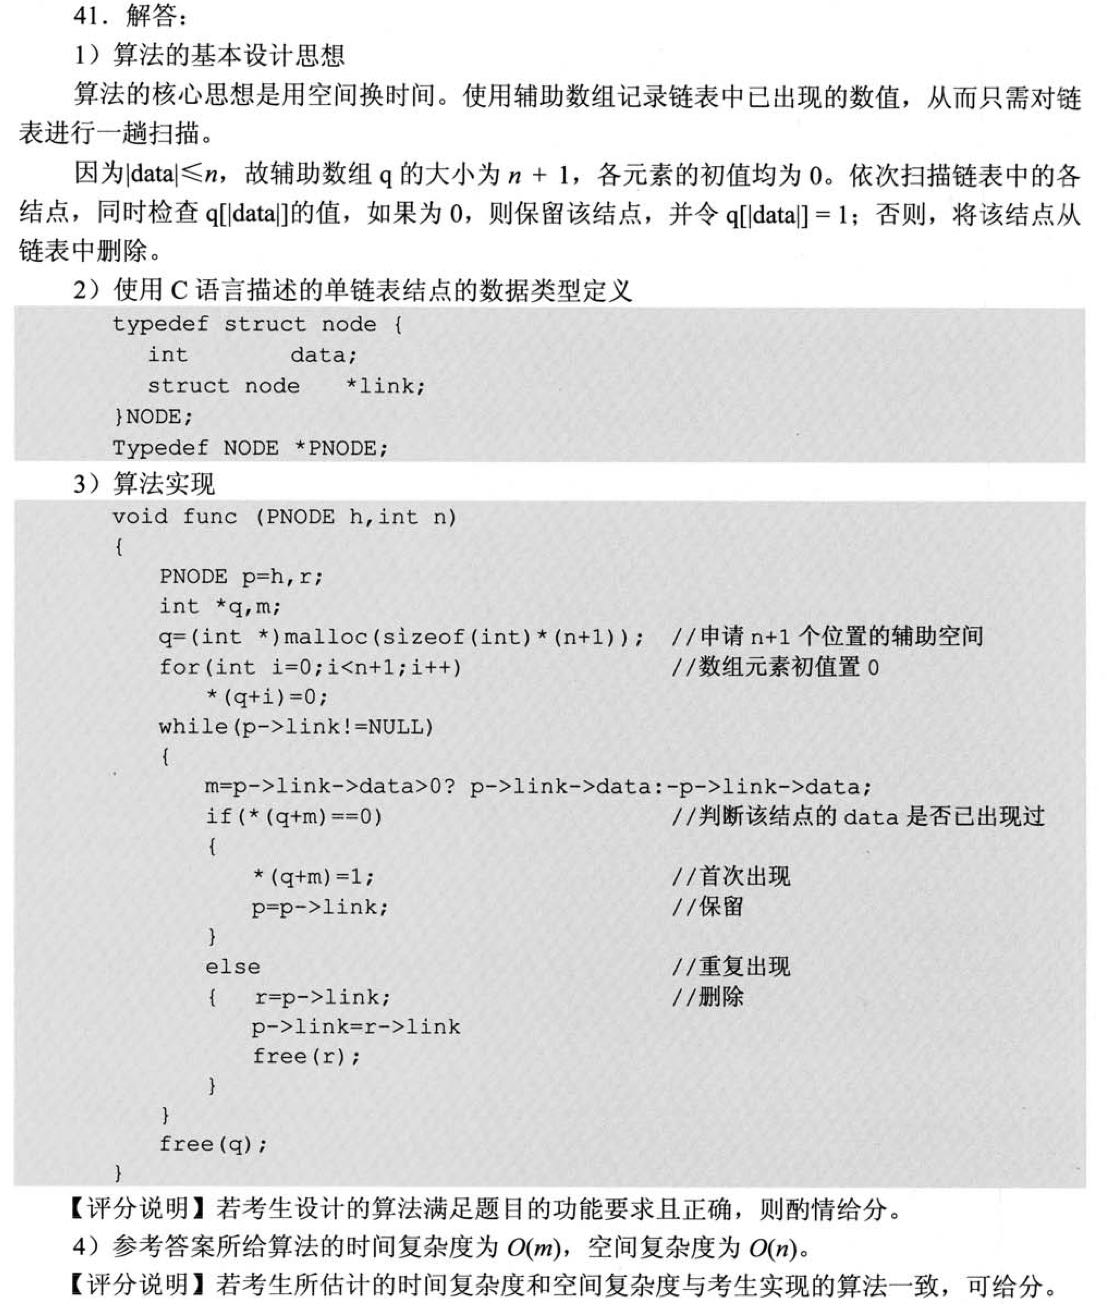 41．解答：
1）算法的基本设计思想
算法的核心思想是用空间换时间。使用辅助数组记录链表中已出现的数值，从而只需对链
表进行一趟扫描。
因为|data|≤n，故辅助数组 q 的大小为 n + 1，各元素的初值均为 0。依次扫描链表中的各
结点，同时检查 q[|data|]的值，如果为 0，则保留该结点，并令 q[|data|] = 1；否则，将该结点从
链表中删除。
2）使用 C 语言描述的单链表结点的数据类型定义
typedef struct node {
int data;
struct node *link;
}NODE;
Typedef NODE *PNODE;
3）算法实现
void func (PNODE h,int n)
{
PNODE p=h,r;
int *q,m;
q=(int *)malloc(sizeof(int)*(n+1)); //申请 n+1 个位置的辅助空间
for(int i=0;i<n+1;i++) //数组元素初值置 0
*(q+i)=0;
while(p->link!=NULL)
{
m=p->link->data>0? p->link->data:-p->link->data;
if(*(q+m)==0) //判断该结点的 data 是否已出现过
{
*(q+m)=1; //首次出现
p=p->link; //保留
}
else //重复出现
{ r=p->link; //删除
p->link=r->link
free(r);
}
}
free(q);
}
【评分说明】若考生设计的算法满足题目的功能要求且正确，则酌情给分。
4）参考答案所给算法的时间复杂度为 O(m)，空间复杂度为 O(n)。
【评分说明】若考生所估计的时间复杂度和空间复杂度与考生实现的算法一致，可给分。